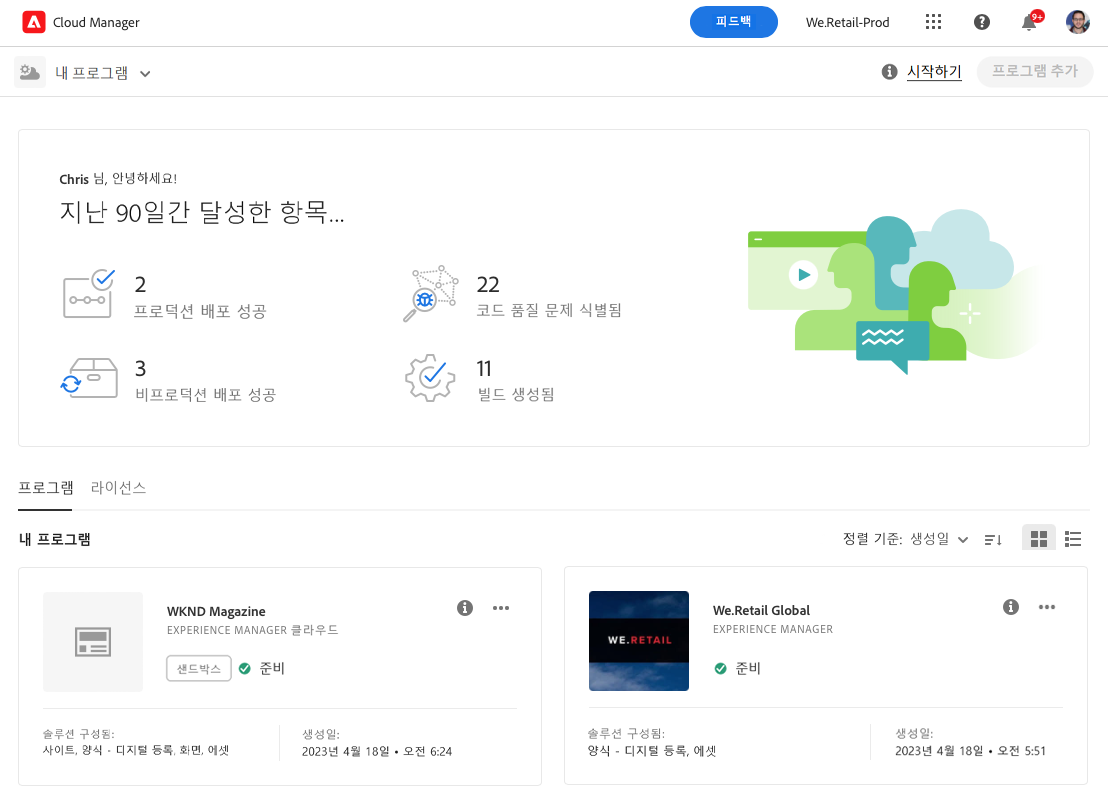 Cloud Manager
피드백
We.Retail-Prod
9+
내 프로그램
시작하기
프로그램 추가
Chris 님, 안녕하세요!
지난 90일간 달성한 항목...
2
프로덕션 배포 성공
22
코드 품질 문제 식별됨
3
비프로덕션 배포 성공
11
빌드 생성됨
프로그램 라이선스
내 프로그램
정렬 기준: 생성일
WKND Magazine
EXPERIENCE MANAGER 클라우드
샌드박스 준비
솔루션 구성됨:
사이트, 양식 - 디지털 등록, 화면, 에셋
생성일:
2023년 4월 18일 • 오전 6:24
WE.RETAIL
We.Retail Global
EXPERIENCE MANAGER
준비
솔루션 구성됨:
양식 - 디지털 등록, 에셋
생성일:
2023년 4월 18일 • 오전 5:51